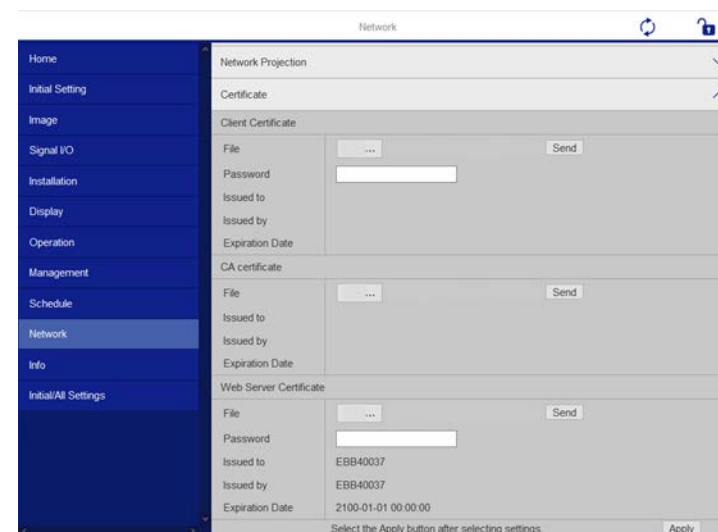 Network
Home
Initial Setting
Image
Signal I/O
Installation
Display
Operation
Management
Schedule
Network
Info
Initial/All Settings
Network Projection
Certificate
Client Certificate
File ... Send
Password
Issued to
Issued by
Expiration Date
CA certificate
File ... Send
Issued to
Issued by
Expiration Date
Web Server Certificate
File ... Send
Password
Issued to EBB40037
Issued by EBB40037
Expiration Date 2100-01-01 00:00:00
Select the Apply button after selecting settings. Apply